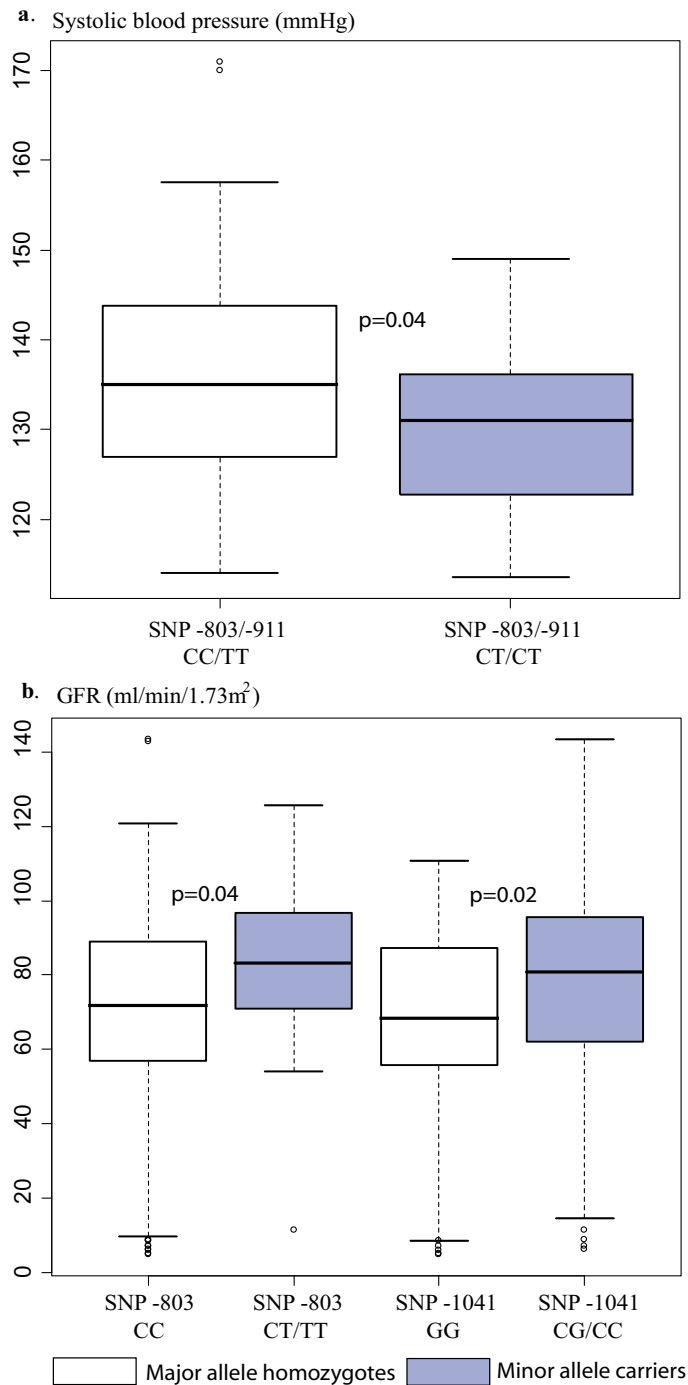 a. Systolic blood pressure (mmHg)
170
160
150
140
130
120
p=0.04
SNP -803/-911
CC/TT
SNP -803/-911
CT/CT
b. GFR (ml/min/1.73m²)
140
120
100
80
60
40
20
0
p=0.04
p=0.02
SNP -803
CC
SNP -803
CT/TT
SNP -1041
GG
SNP -1041
CG/CC
Major allele homozygotes
Minor allele carriers